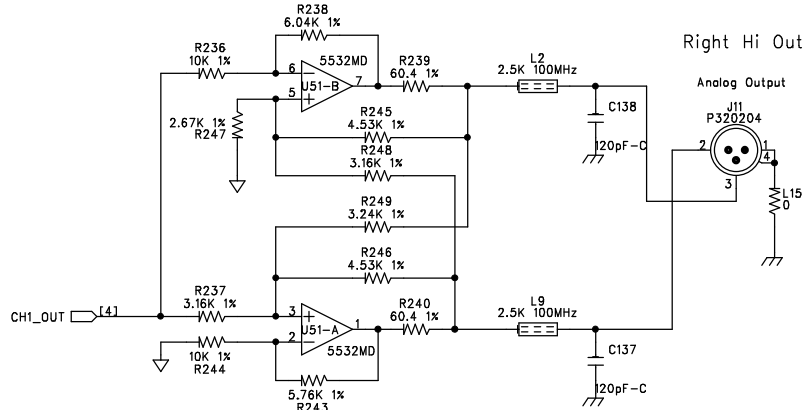 R238
6.04K 1%
R236
10K 1%
6
5
7
5532MD
U51-B
R239
60.4 1%
L2
2.5K 100MHz
Right Hi Out
Analog Output
J11
P320204
2
1
4
3
C138
120pF-C
2.67K 1%
R247
R245
4.53K 1%
R248
3.16K 1%
L15
0
R249
3.24K 1%
R246
4.53K 1%
CH1_OUT
[4]
R237
3.16K 1%
3
2
1
U51-A
5532MD
R240
60.4 1%
L9
2.5K 100MHz
10K 1%
R244
C137
120pF-C
5.76K 1%
R243